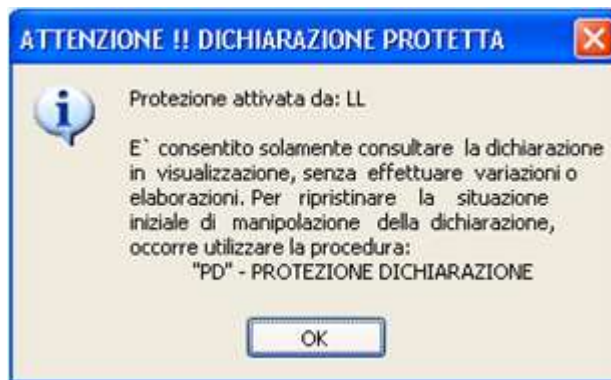 ATTENZIONE !! DICHIARAZIONE PROTETTA
Protezione attivata da: LL
E` consentito solamente consultare la dichiarazione
in visualizzazione, senza effettuare variazioni o
elaborazioni. Per ripristinare la situazione
iniziale di manipolazione della dichiarazione,
occorre utilizzare la procedura:
"PD" - PROTEZIONE DICHIARAZIONE
OK